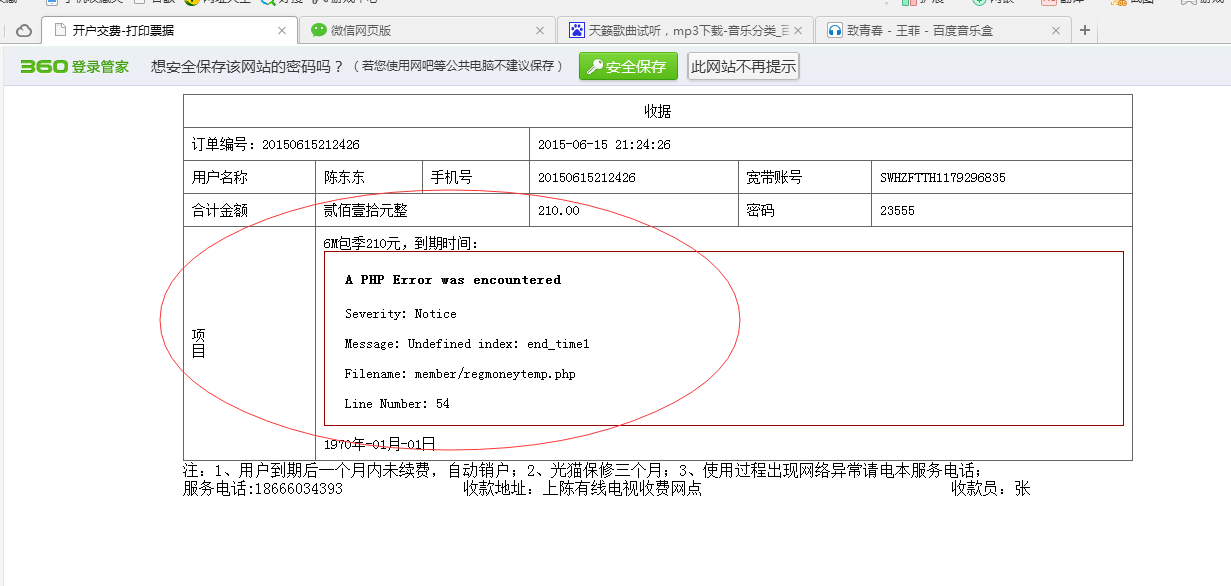 开户交费-打印票据
微信网页版
天籁歌曲试听，mp3下载-音乐分类_百
致青春 - 王菲 - 百度音乐盒
360登录管家 想安全保存该网站的密码吗？（若您使用网吧等公共电脑不建议保存） 安全保存 此网站不再提示
收据
订单编号：20150615212426 2015-06-15 21:24:26
用户名称 陈东东 手机号 20150615212426 宽带账号 SWHZFTTH1179296835
合计金额 贰佰壹拾元整 210.00 密码 23555
项目
6M包季210元，到期时间：
A PHP Error was encountered
Severity: Notice
Message: Undefined index: end_time1
Filename: member/regmoneytemp.php
Line Number: 54
1970年-01月-01日
注：1、用户到期后一个月内未续费，自动销户；2、光猫保修三个月；3、使用过程出现网络异常请电本服务电话；
服务电话:18666034393 收款地址：上陈有线电视收费网点 收款员：张